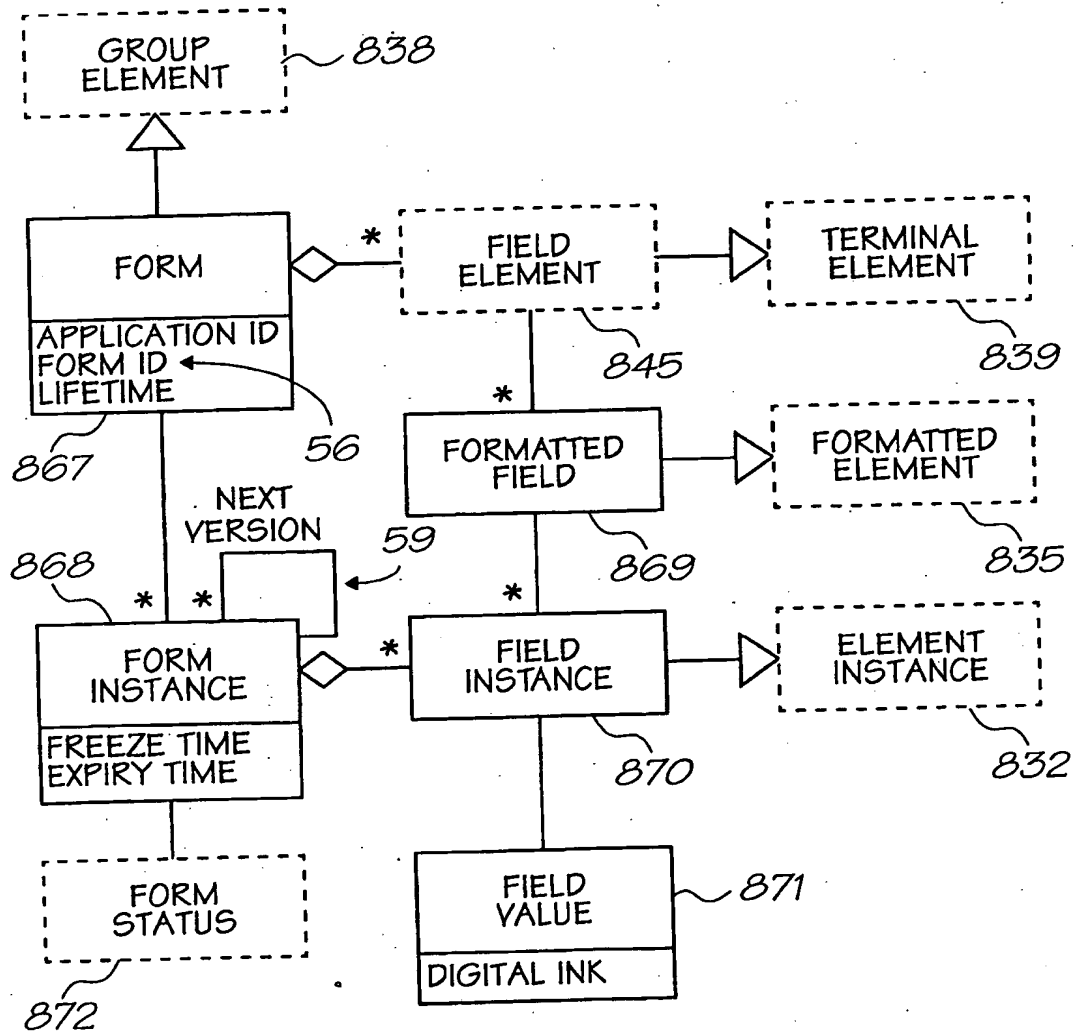 GROUP
ELEMENT
838
FORM
APPLICATION ID
FORM ID
LIFETIME
867
56
*
FIELD
ELEMENT
845
TERMINAL
ELEMENT
839
*
FORMATTED
FIELD
869
FORMATTED
ELEMENT
835
NEXT
VERSION
59
868
*
*
FORM
INSTANCE
FREEZE TIME
EXPIRY TIME
*
*
FIELD
INSTANCE
870
ELEMENT
INSTANCE
832
FORM
STATUS
872
FIELD
VALUE
DIGITAL INK
871